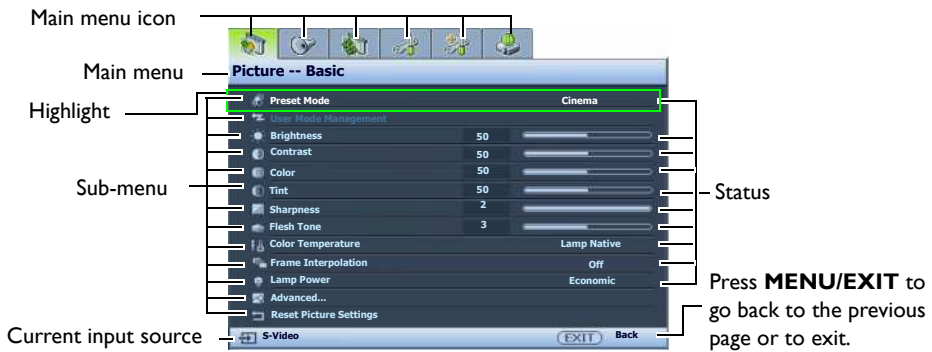 Main menu icon
Main menu
Picture -- Basic
Highlight
Preset Mode Cinema
User Mode Management
Brightness 50
Contrast 50
Color 50
Sub-menu
Tint 50
Status
Sharpness 2
Flesh Tone 3
Color Temperature Lamp Native
Frame Interpolation Off
Lamp Power Economic
Advanced...
Reset Picture Settings
Press MENU/EXIT to
go back to the previous
page or to exit.
Current input source
S-Video EXIT Back